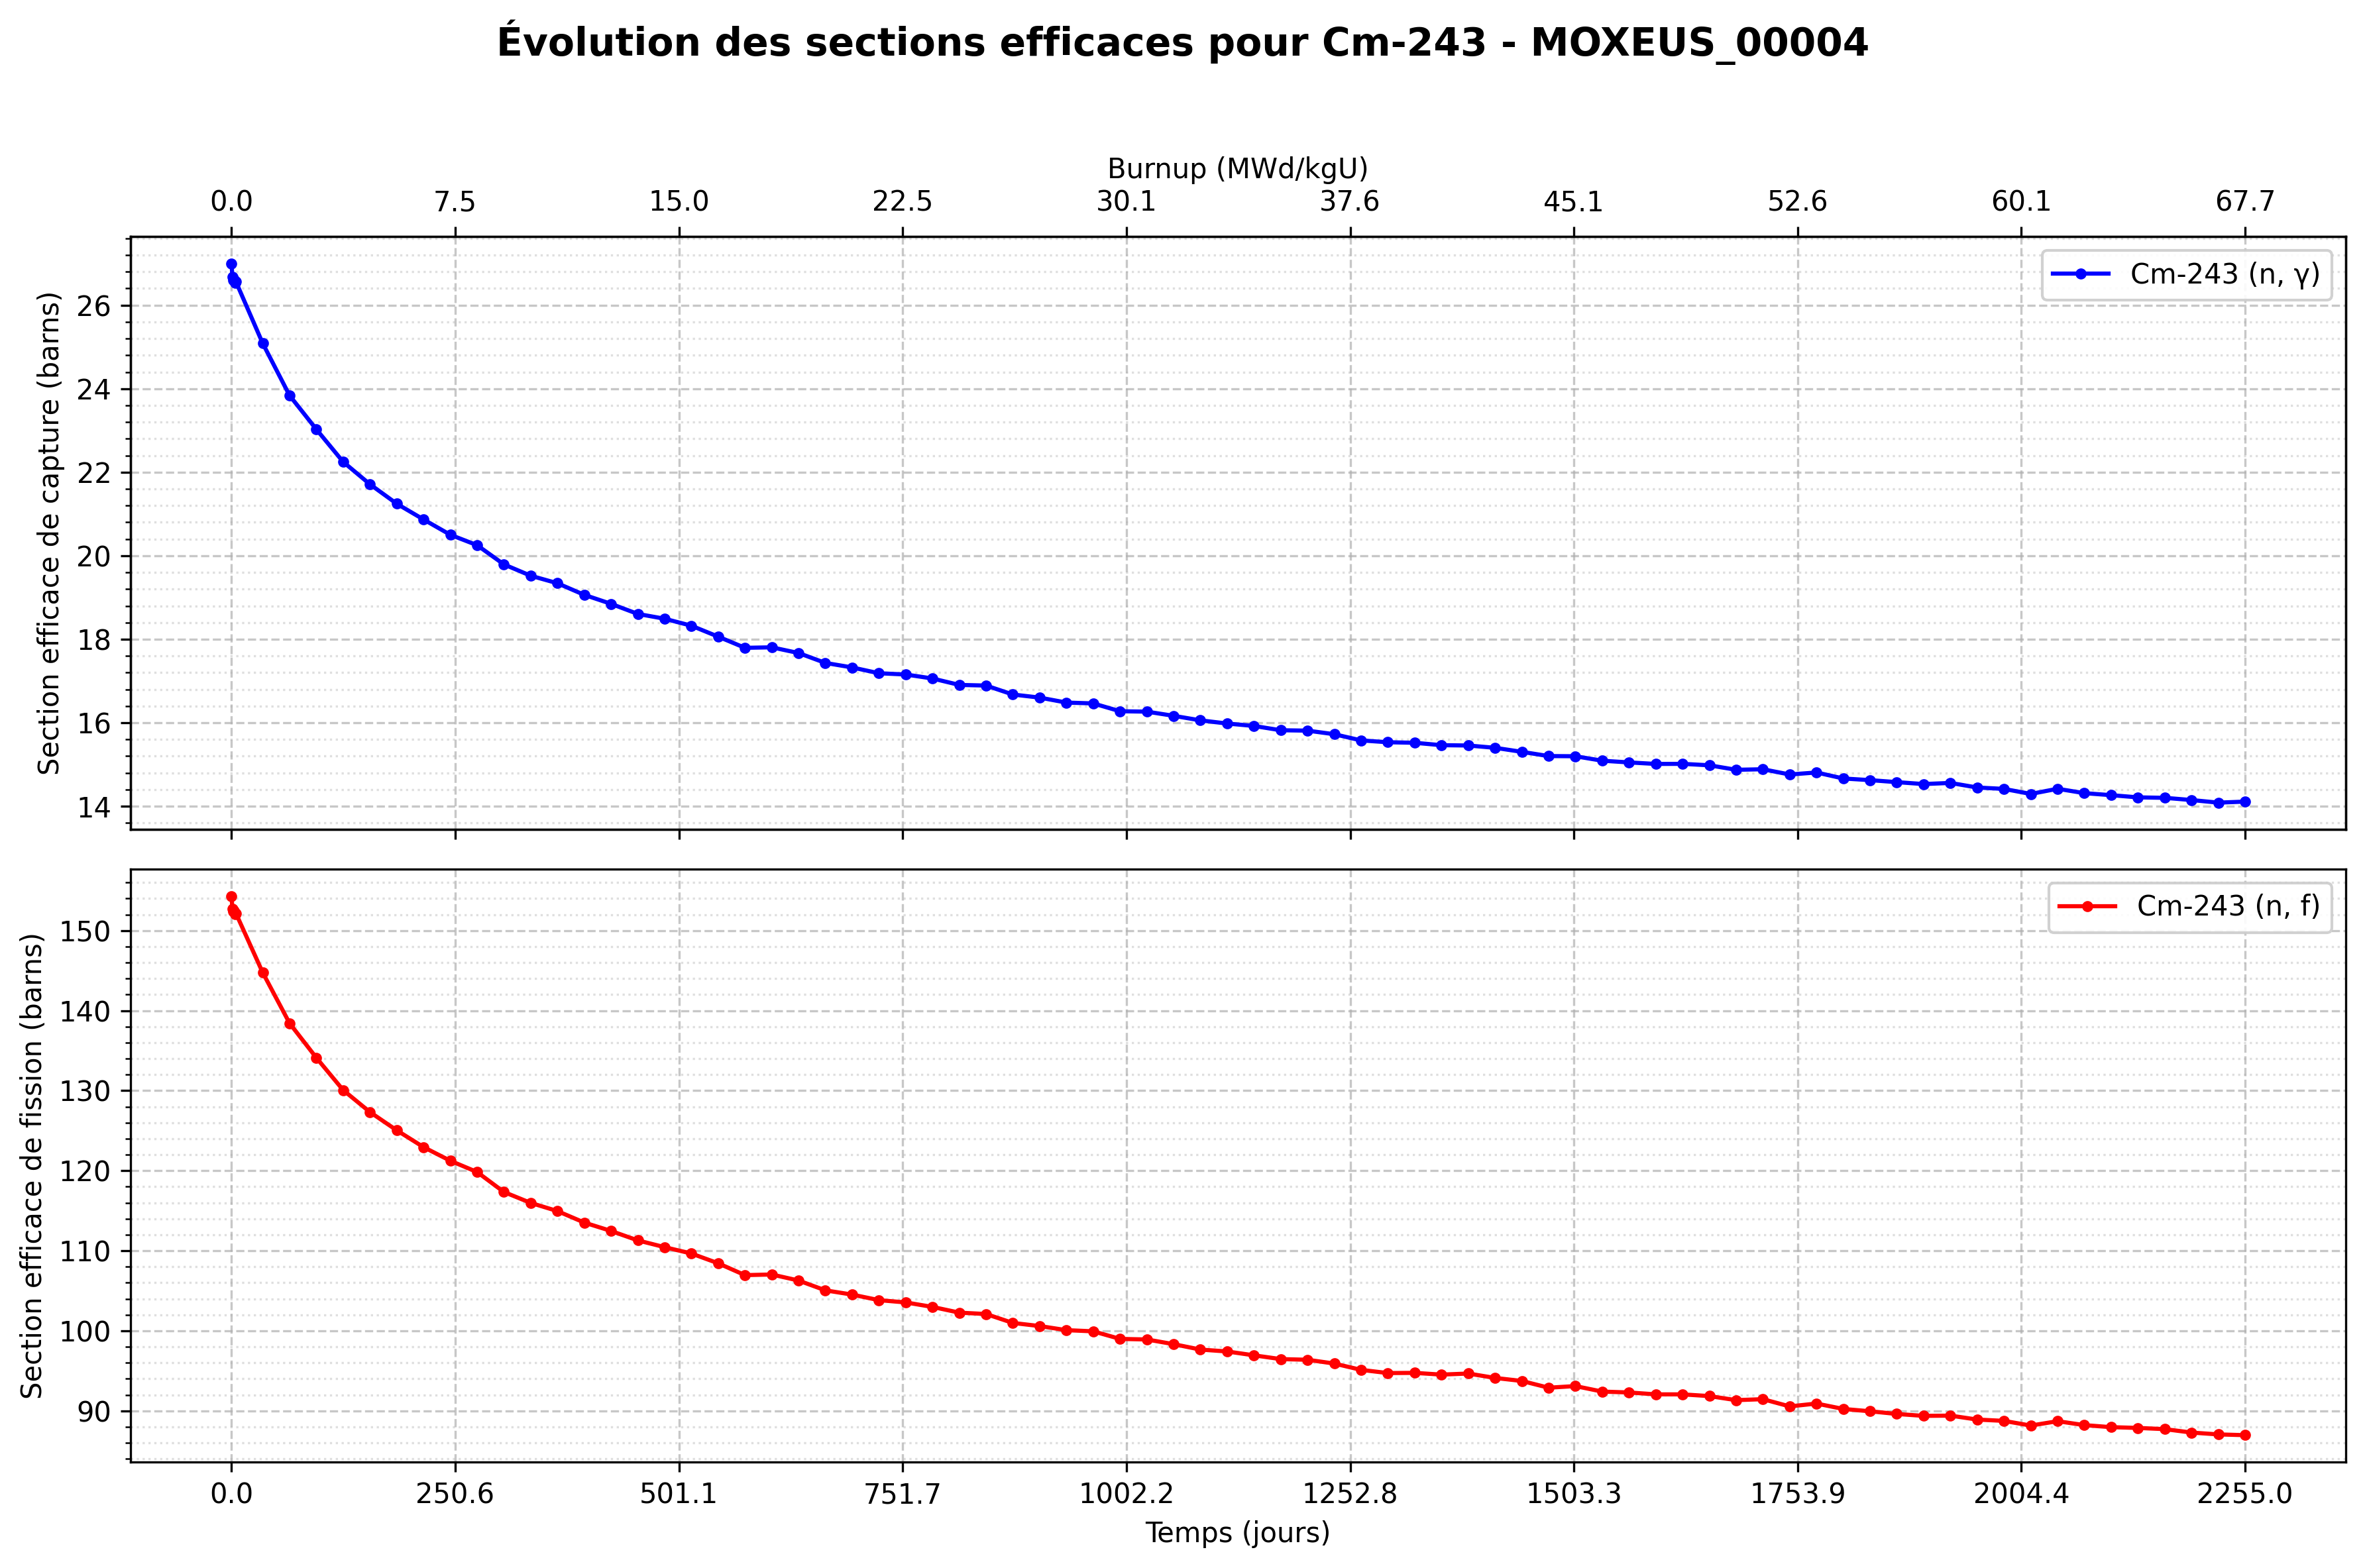 Évolution des sections efficaces pour Cm-243 - MOXEUS_00004
Burnup (MWd/kgU)
0.0 7.5 15.0 22.5 30.1 37.6 45.1 52.6 60.1 67.7
Cm-243 (n, γ)
Section efficace de capture (barns)
26
24
22
20
18
16
14
Cm-243 (n, f)
Section efficace de fission (barns)
150
140
130
120
110
100
90
0.0 250.6 501.1 751.7 1002.2 1252.8 1503.3 1753.9 2004.4 2255.0
Temps (jours)